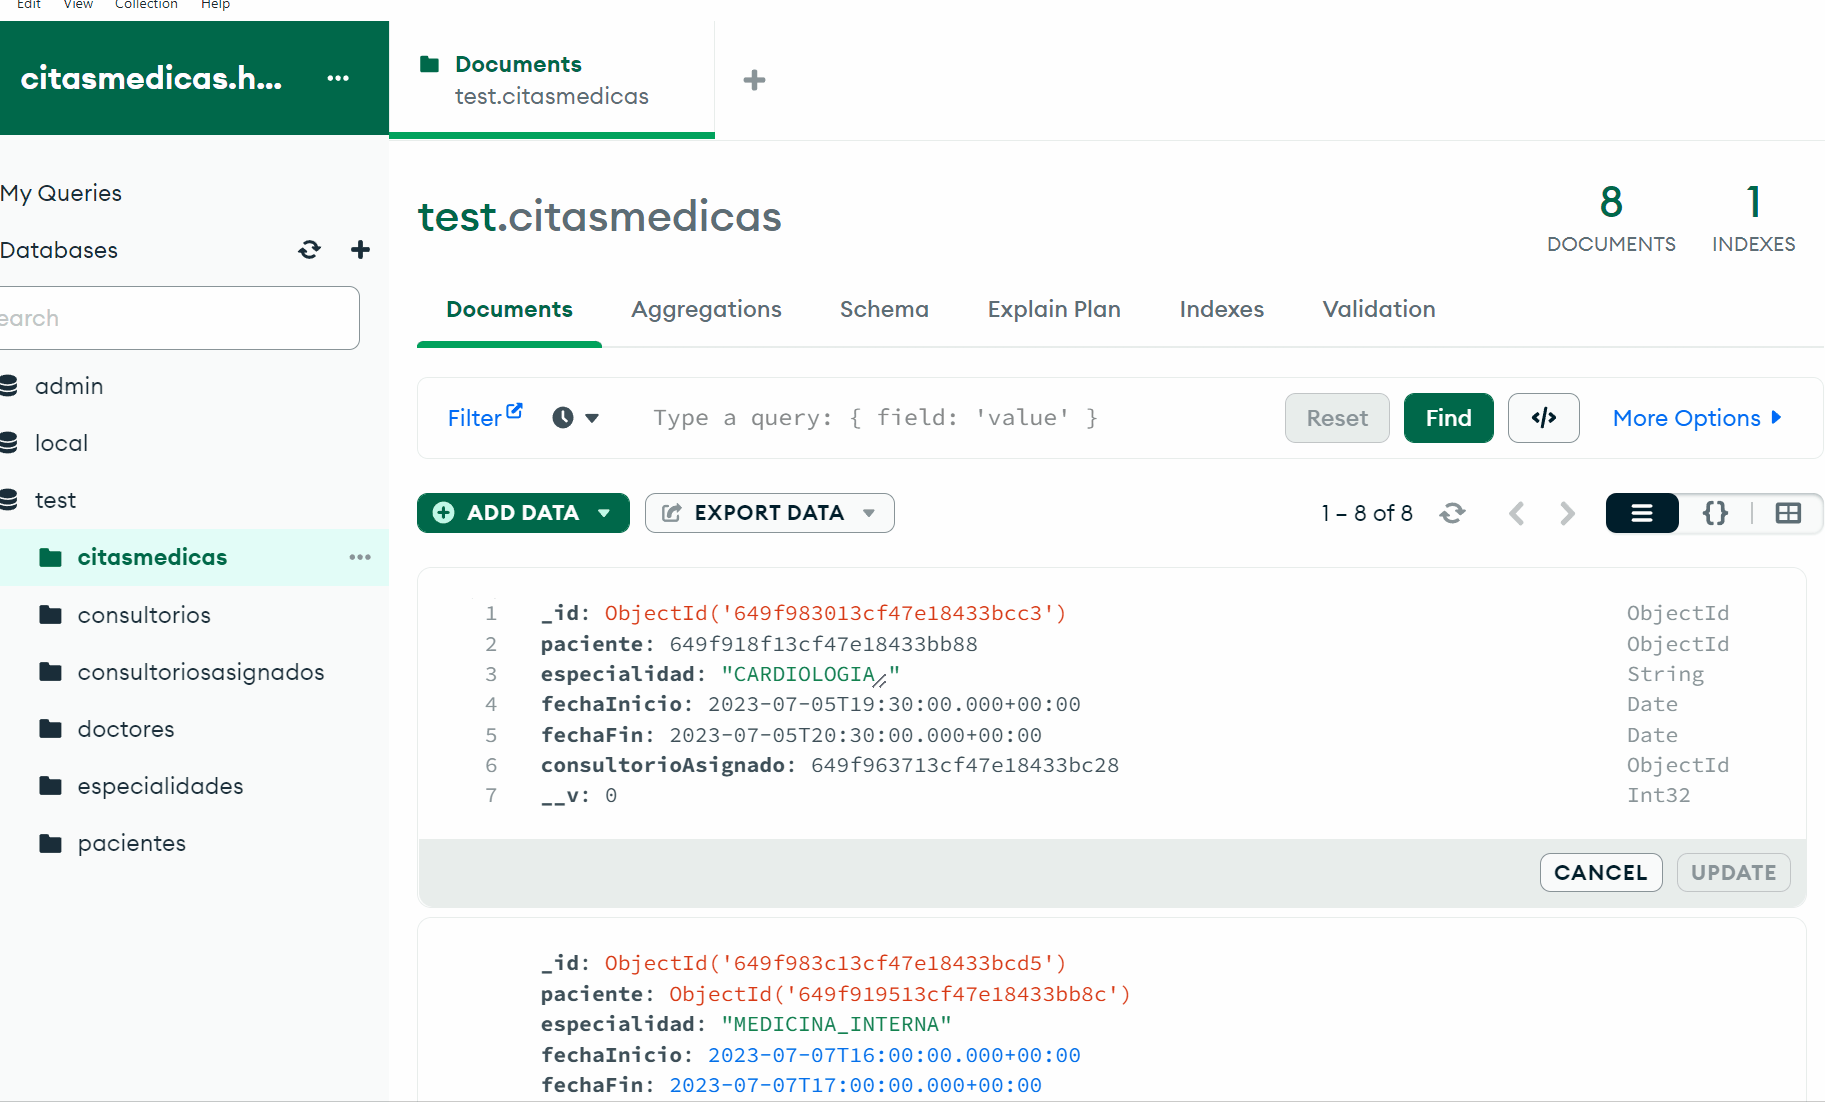 Edit View Collection Help
citasmedicas.h...
Documents
test.citasmedicas
My Queries
Databases
earch
admin
local
test
citasmedicas
consultorios
consultoriosasignados
doctores
especialidades
pacientes
test.citasmedicas
8
DOCUMENTS
1
INDEXES
Documents Aggregations Schema Explain Plan Indexes Validation
Filter Type a query: { field: 'value' } Reset Find </> More Options
ADD DATA EXPORT DATA 1 – 8 of 8 {}
1 _id: ObjectId('649f983013cf47e18433bcc3') ObjectId
2 paciente: 649f918f13cf47e18433bb88 ObjectId
3 especialidad: "CARDIOLOGIA" String
4 fechaInicio: 2023-07-05T19:30:00.000+00:00 Date
5 fechaFin: 2023-07-05T20:30:00.000+00:00 Date
6 consultorioAsignado: 649f963713cf47e18433bc28 ObjectId
7 __v: 0 Int32
CANCEL UPDATE
_id: ObjectId('649f983c13cf47e18433bcd5')
paciente: ObjectId('649f919513cf47e18433bb8c')
especialidad: "MEDICINA_INTERNA"
fechaInicio: 2023-07-07T16:00:00.000+00:00
fechaFin: 2023-07-07T17:00:00.000+00:00